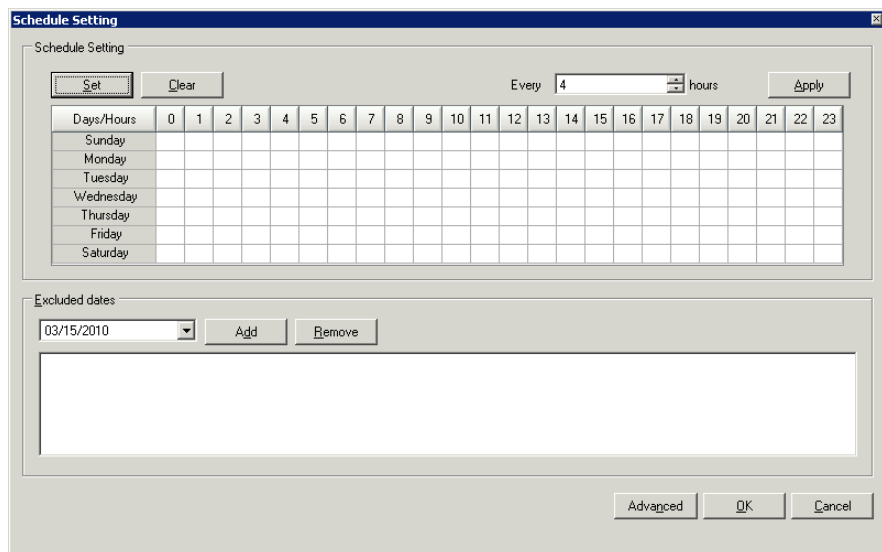 Schedule Setting
Schedule Setting
Set Clear Every 4 hours Apply
Days/Hours 0 1 2 3 4 5 6 7 8 9 10 11 12 13 14 15 16 17 18 19 20 21 22 23
Sunday
Monday
Tuesday
Wednesday
Thursday
Friday
Saturday
Excluded dates
03/15/2010 Add Remove
Advanced OK Cancel